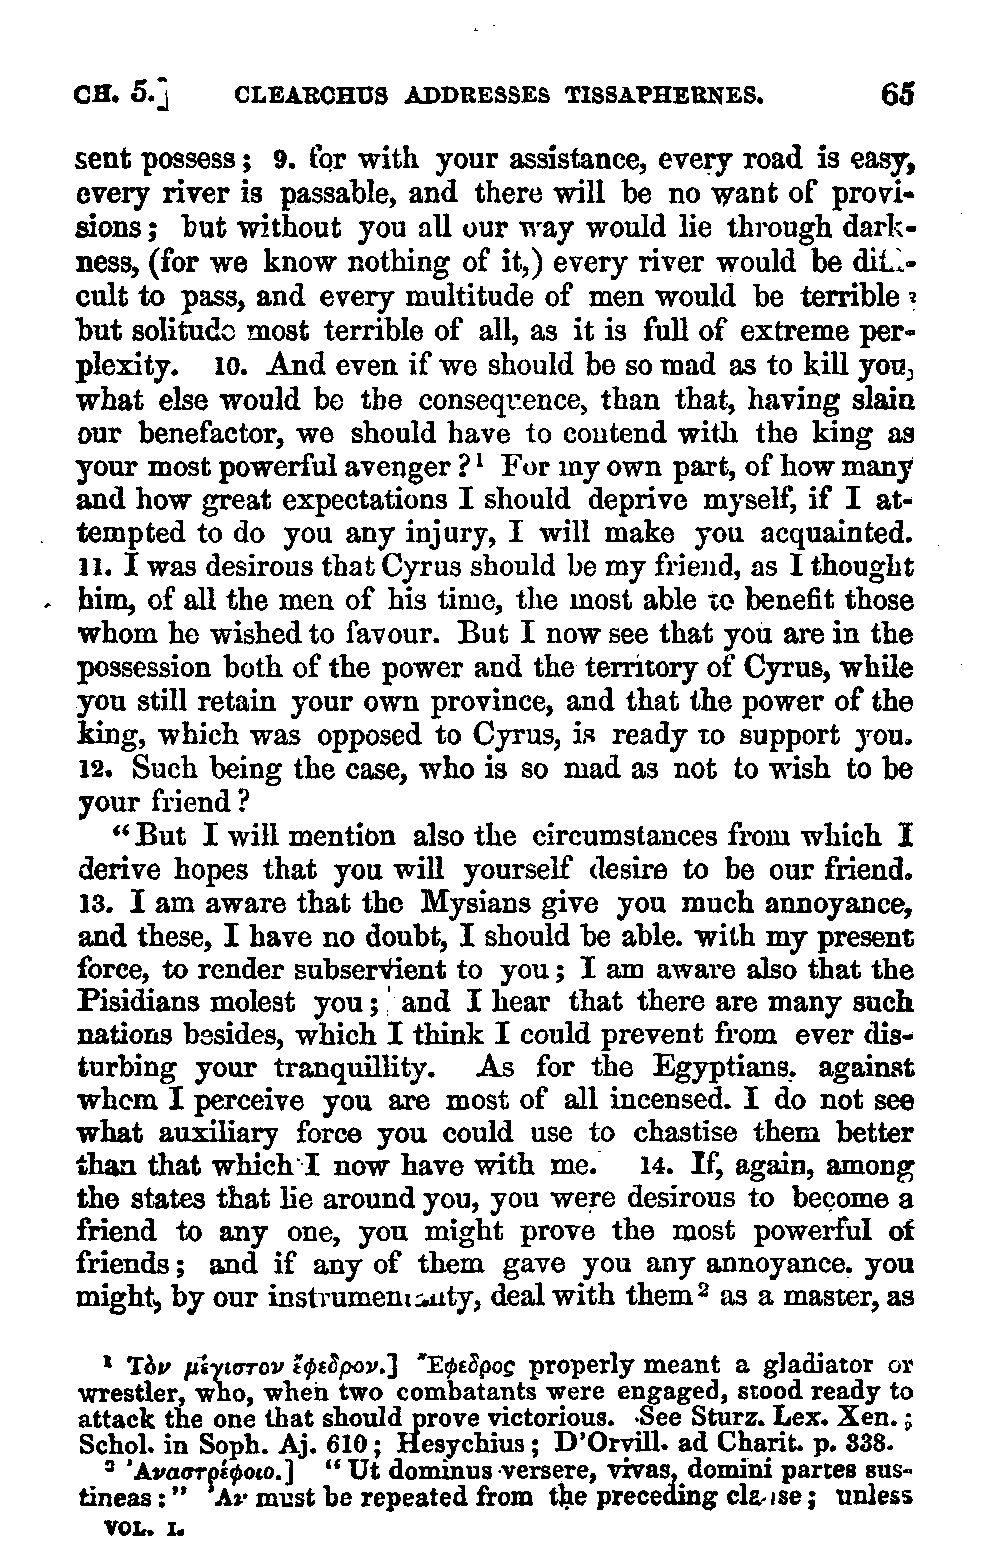 CH. 5.] CLEARCHUS ADDRESSES TISSAPHERNES. 65
sent possess; 9. for with your assistance, every road is easy,
every river is passable, and there will be no want of provi-
sions; but without you all our way would lie through dark-
ness, (for we know nothing of it,) every river would be diffi-
cult to pass, and every multitude of men would be terrible;
but solitude most terrible of all, as it is full of extreme per-
plexity. 10. And even if we should be so mad as to kill you,
what else would be the consequence, than that, having slain
our benefactor, we should have to contend with the king as
your most powerful avenger?¹ For my own part, of how many
and how great expectations I should deprive myself, if I at-
tempted to do you any injury, I will make you acquainted.
11. I was desirous that Cyrus should be my friend, as I thought
him, of all the men of his time, the most able to benefit those
whom he wished to favour. But I now see that you are in the
possession both of the power and the territory of Cyrus, while
you still retain your own province, and that the power of the
king, which was opposed to Cyrus, is ready to support you.
12. Such being the case, who is so mad as not to wish to be
your friend?
"But I will mention also the circumstances from which I
derive hopes that you will yourself desire to be our friend.
13. I am aware that the Mysians give you much annoyance,
and these, I have no doubt, I should be able, with my present
force, to render subservient to you; I am aware also that the
Pisidians molest you; and I hear that there are many such
nations besides, which I think I could prevent from ever dis-
turbing your tranquillity. As for the Egyptians, against
whom I perceive you are most of all incensed, I do not see
what auxiliary force you could use to chastise them better
than that which I now have with me. 14. If, again, among
the states that lie around you, you were desirous to become a
friend to any one, you might prove the most powerful of
friends; and if any of them gave you any annoyance, you
might, by our instrumentality, deal with them² as a master, as
¹ Τὸν μέγιστον ἔφεδρον.] Ἔφεδρος properly meant a gladiator or
wrestler, who, when two combatants were engaged, stood ready to
attack the one that should prove victorious. See Sturz. Lex. Xen.;
Schol. in Soph. Aj. 610; Hesychius; D'Orvill. ad Charit. p. 338.
² Ἀναστρέφοιο.] "Ut dominus versere, vivas, domini partes sus-
tineas:" Ἂν must be repeated from the preceding clause; unless
VOL. I.